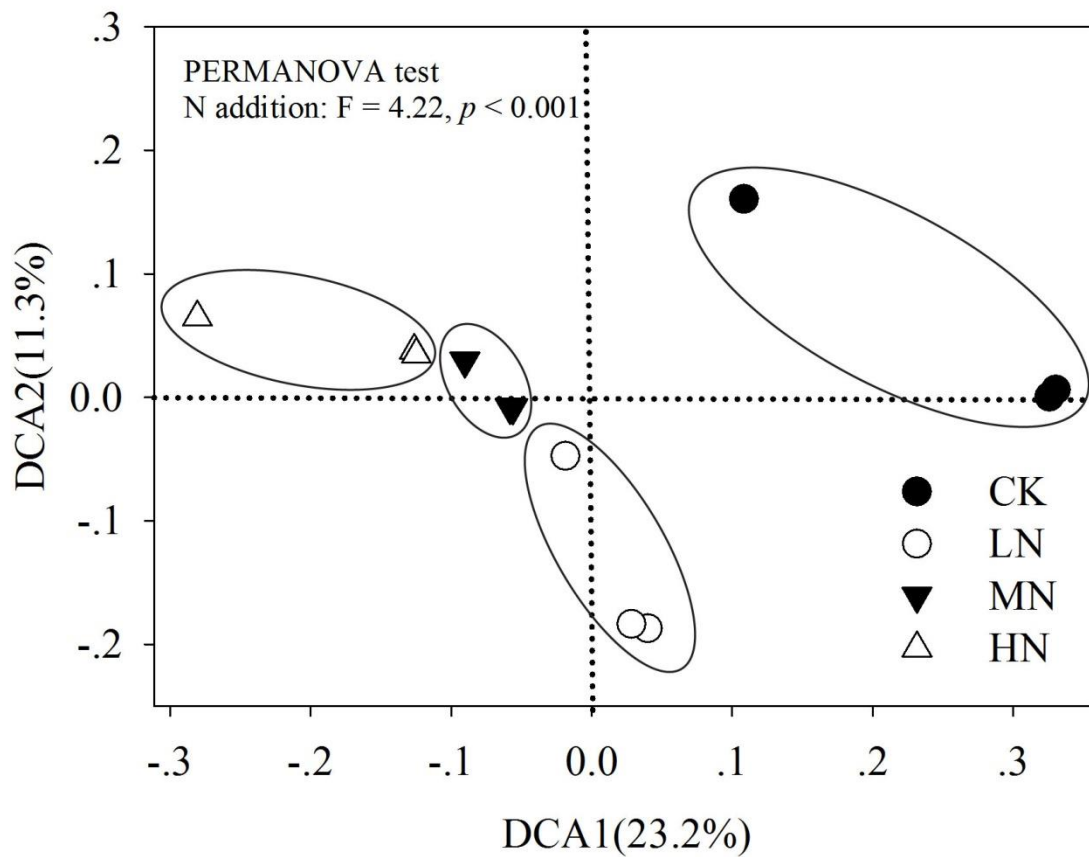 PERMANOVA test
N addition: F = 4.22, p < 0.001
.3
.2
.1
0.0
-.1
-.2
DCA2(11.3%)
CK
LN
MN
HN
-.3 -.2 -.1 0.0 .1 .2 .3
DCA1(23.2%)